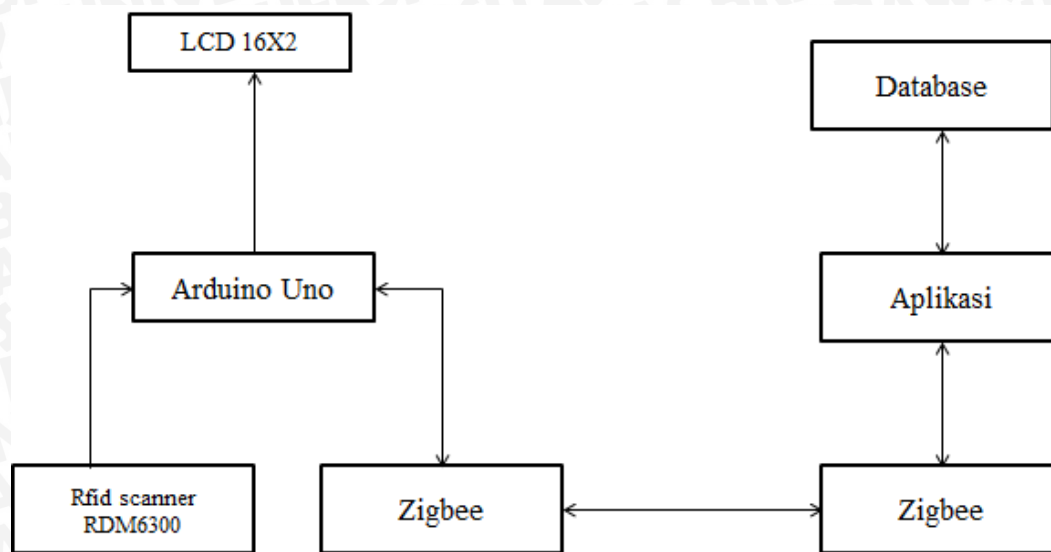 LCD 16X2
Database
Arduino Uno
Aplikasi
Rfid scanner
RDM6300
Zigbee
Zigbee